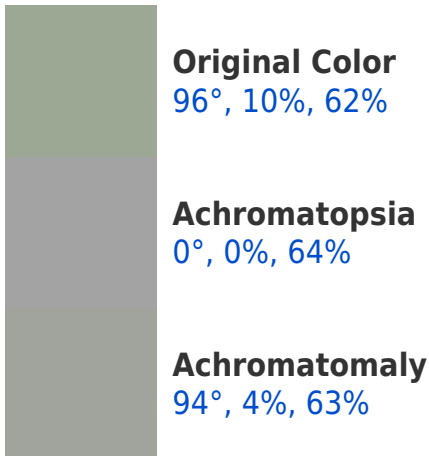 Original Color
96°, 10%, 62%
Achromatopsia
0°, 0%, 64%
Achromatomaly
94°, 4%, 63%